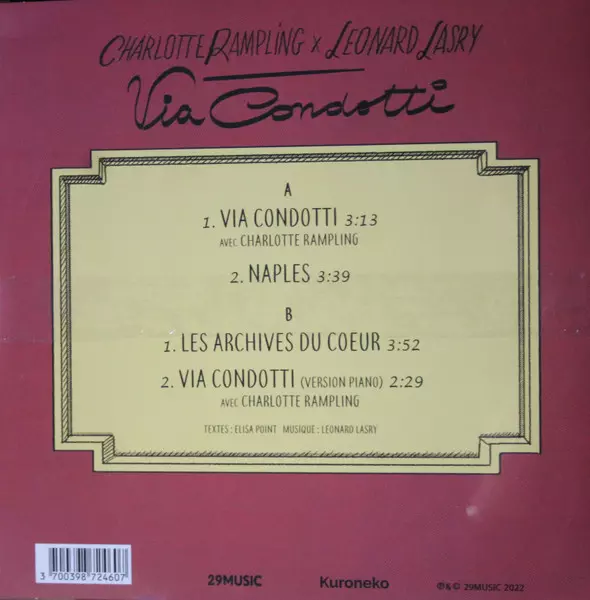 CHARLOTTE RAMPLING x LEONARD LASRY
Via Condotti
A
1. VIA CONDOTTI 3:13
AVEC CHARLOTTE RAMPLING
2. NAPLES 3:39
B
1. LES ARCHIVES DU COEUR 3:52
2. VIA CONDOTTI (VERSION PIANO) 2:29
AVEC CHARLOTTE RAMPLING
TEXTES : ELISA POINT MUSIQUE : LEONARD LASRY
3 700398 724607
29MUSIC
Kuroneko
℗&© 29MUSIC 2022